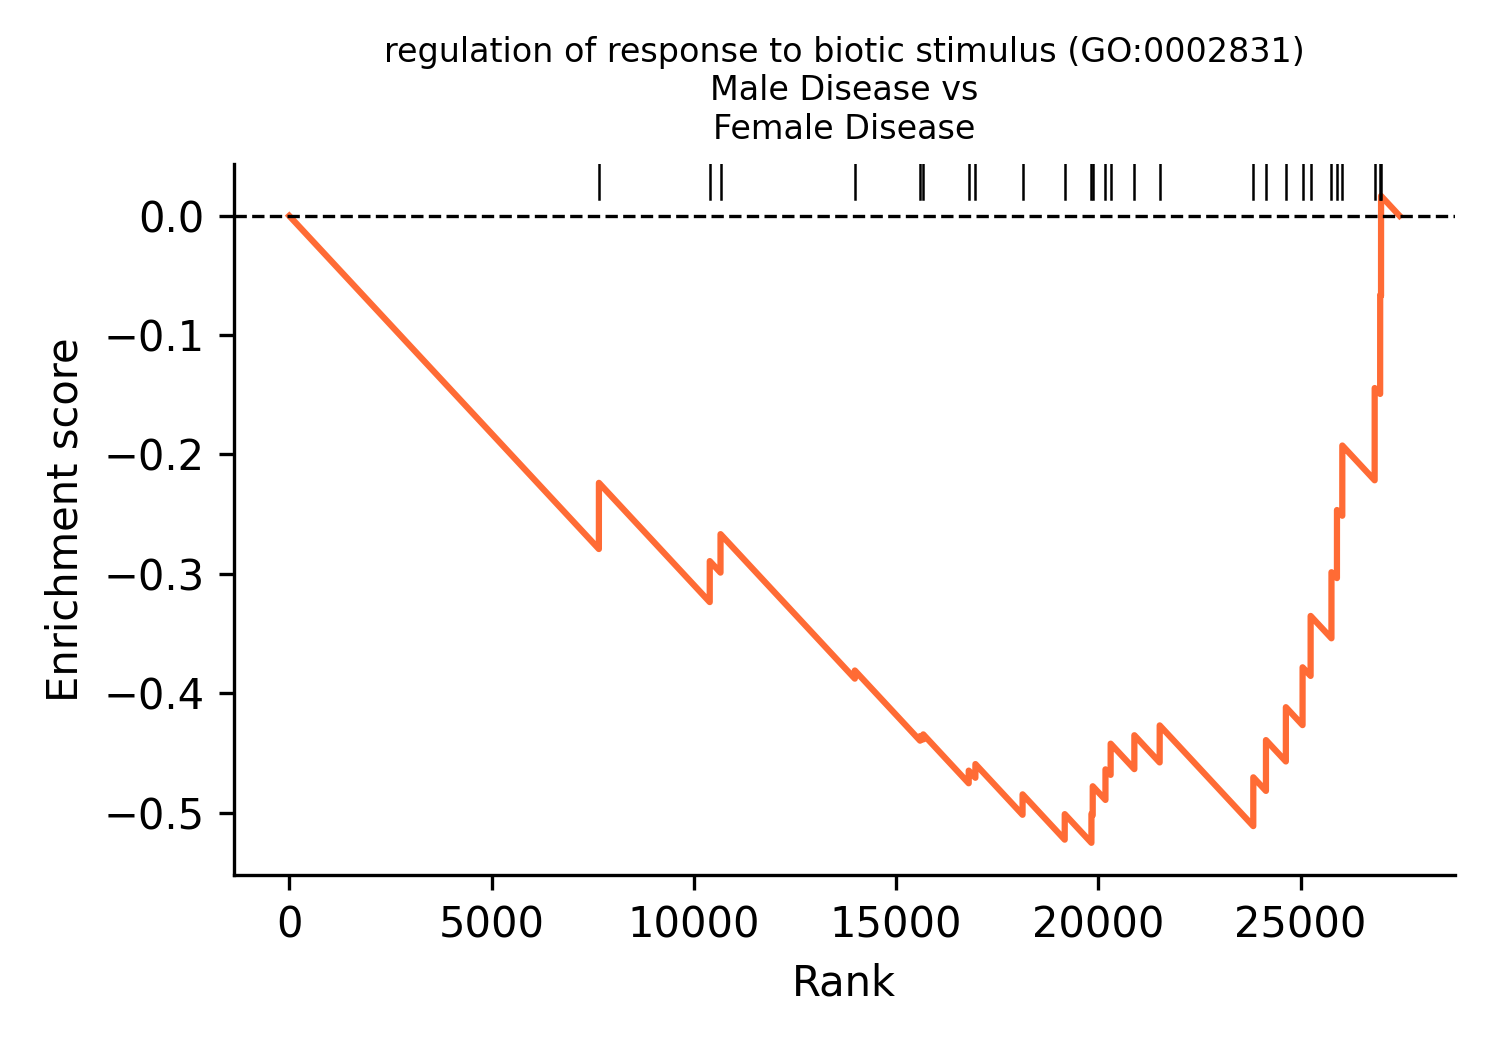 regulation of response to biotic stimulus (GO:0002831)
Male Disease vs
Female Disease
0.0
−0.1
−0.2
−0.3
−0.4
−0.5
Enrichment score
0 5000 10000 15000 20000 25000
Rank